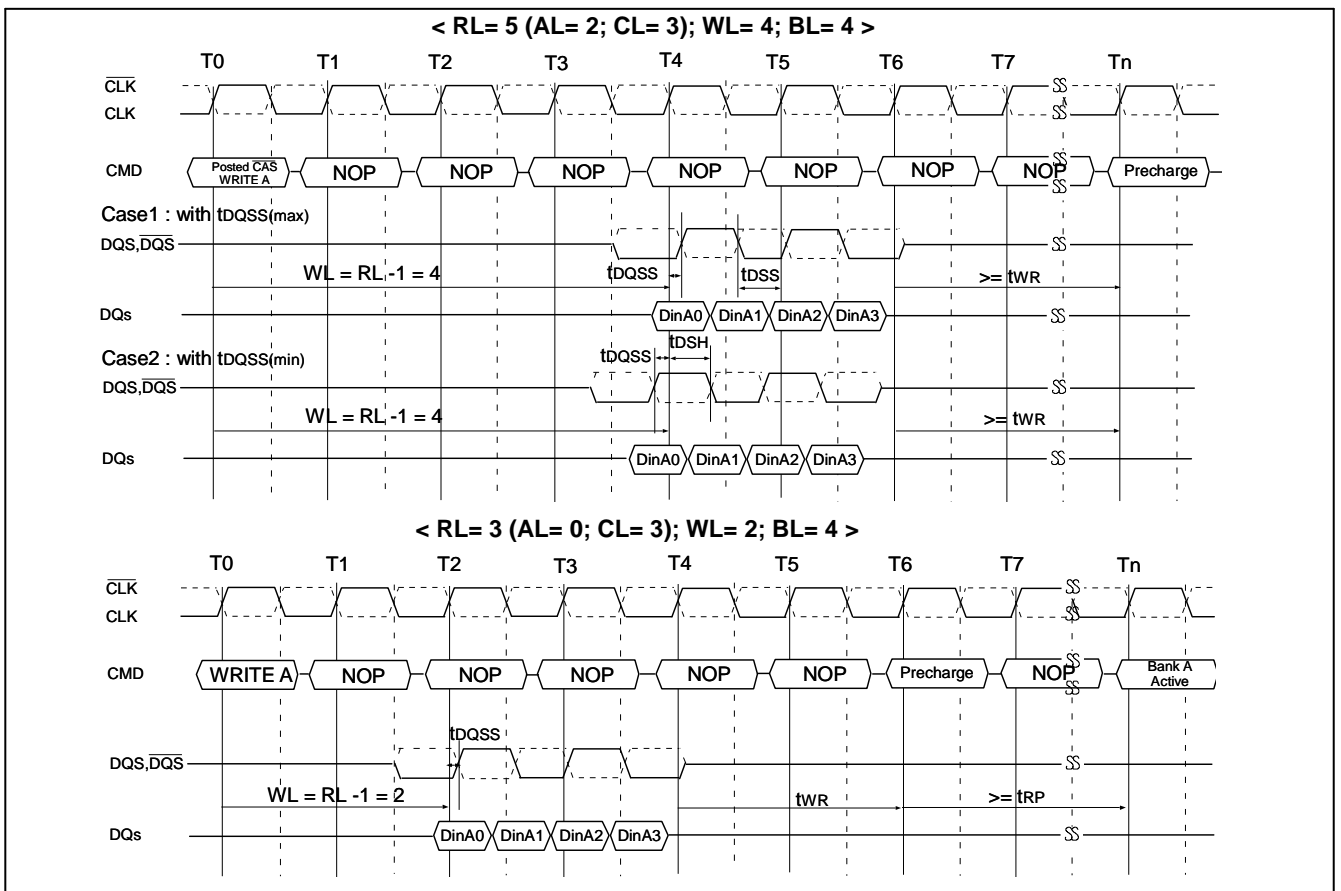 < RL= 5 (AL= 2; CL= 3); WL= 4; BL= 4 >
T0 T1 T2 T3 T4 T5 T6 T7 Tn
CLK
CLK
CMD Posted CAS WRITE A NOP NOP NOP NOP NOP NOP NOP Precharge
Case1 : with tDQSS(max)
DQS,DQS
WL = RL -1 = 4 tDQSS tDSS >= tWR
DQs DinA0 DinA1 DinA2 DinA3
Case2 : with tDQSS(min) tDQSS tDSH
DQS,DQS
WL = RL -1 = 4 >= tWR
DQs DinA0 DinA1 DinA2 DinA3
< RL= 3 (AL= 0; CL= 3); WL= 2; BL= 4 >
T0 T1 T2 T3 T4 T5 T6 T7 Tn
CLK
CLK
CMD WRITE A NOP NOP NOP NOP NOP Precharge NOP Bank A Active
tDQSS
DQS,DQS
WL = RL -1 = 2 tWR >= tRP
DQs DinA0 DinA1 DinA2 DinA3